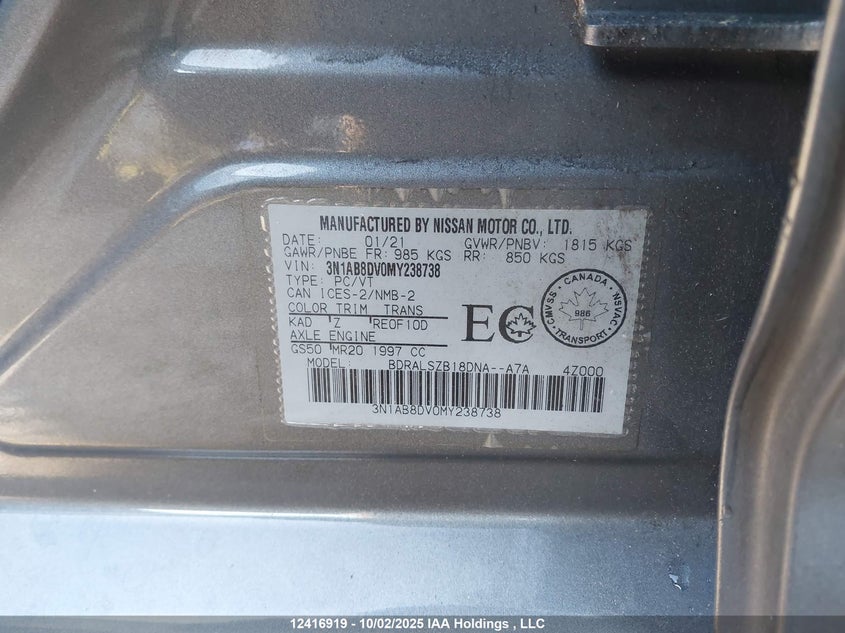 MANUFACTURED BY NISSAN MOTOR CO., LTD.
DATE: 01/21 GVWR/PNBV: 1815 KGS
GAWR/PNBE FR: 985 KGS RR: 850 KGS
VIN: 3N1AB8DV0MY238738
TYPE: PC/VT
CAN ICES-2/NMB-2
COLOR TRIM TRANS
KAD Z RE0F10D
AXLE ENGINE
GS50 MR20 1997 CC
EC
CANADA
CMVSS
NSVAC
986
TRANSPORT
MODEL BDRALSZB18DNA--A7A 4Z000
3N1AB8DV0MY238738
12416919 - 10/02/2025 IAA Holdings , LLC